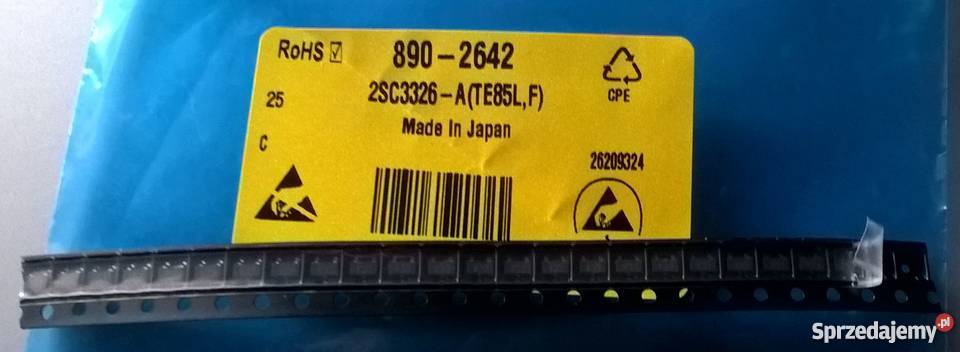 RoHS
890-2642
25
2SC3326-A(TE85L,F)
CPE
Made In Japan
C
26209324
Sprzedajemy.pl